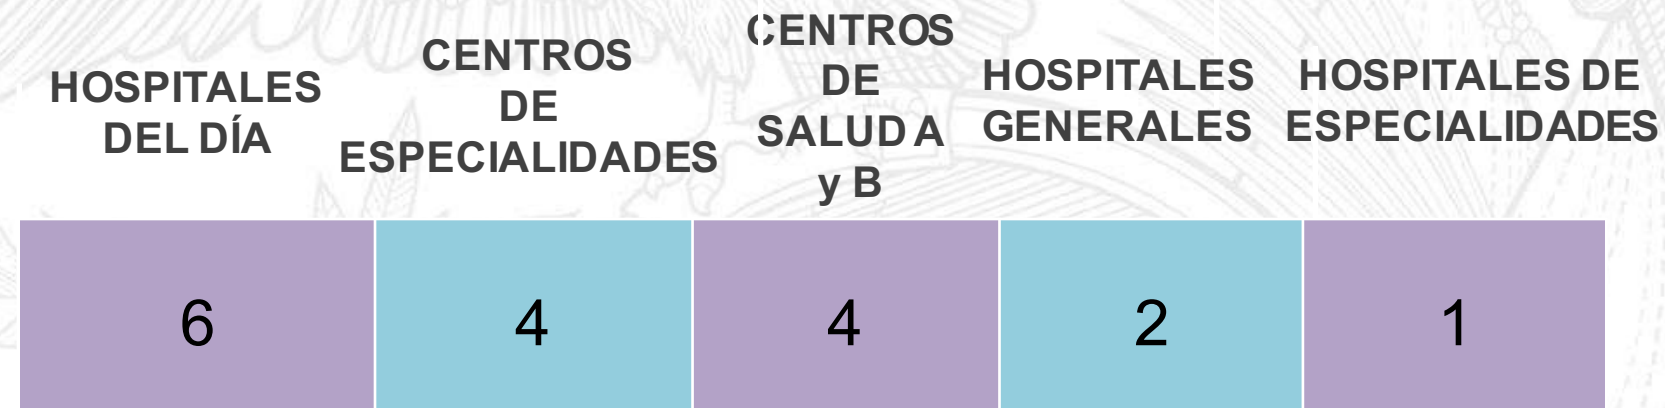 HOSPITALES
DEL DÍA
CENTROS
DE
ESPECIALIDADES
CENTROS
DE
SALUD A
y B
HOSPITALES
GENERALES
HOSPITALES DE
ESPECIALIDADES
6 4 4 2 1